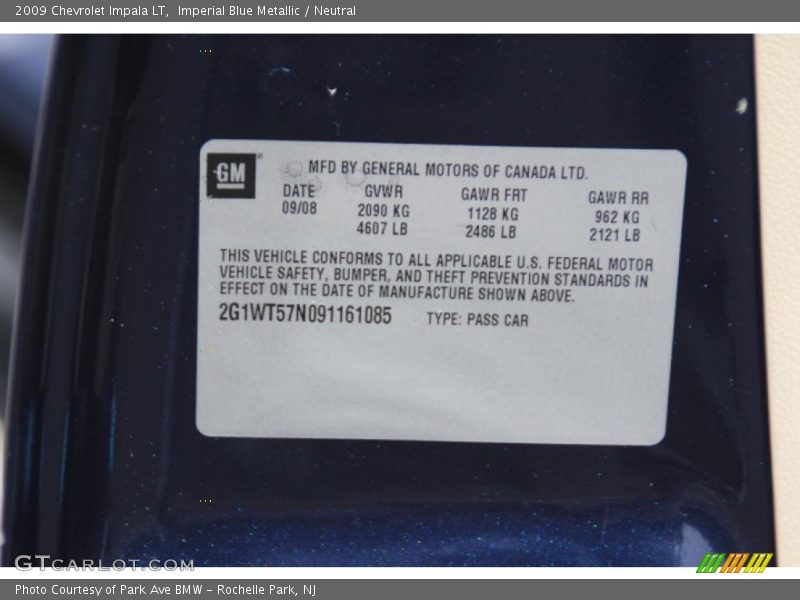 2009 Chevrolet Impala LT, Imperial Blue Metallic / Neutral
GM MFD BY GENERAL MOTORS OF CANADA LTD.
DATE GVWR GAWR FRT GAWR RR
09/08 2090 KG 1128 KG 962 KG
4607 LB 2486 LB 2121 LB
THIS VEHICLE CONFORMS TO ALL APPLICABLE U.S. FEDERAL MOTOR
VEHICLE SAFETY, BUMPER, AND THEFT PREVENTION STANDARDS IN
EFFECT ON THE DATE OF MANUFACTURE SHOWN ABOVE.
2G1WT57N091161085 TYPE: PASS CAR
GTCARLOT.COM
Photo Courtesy of Park Ave BMW - Rochelle Park, NJ